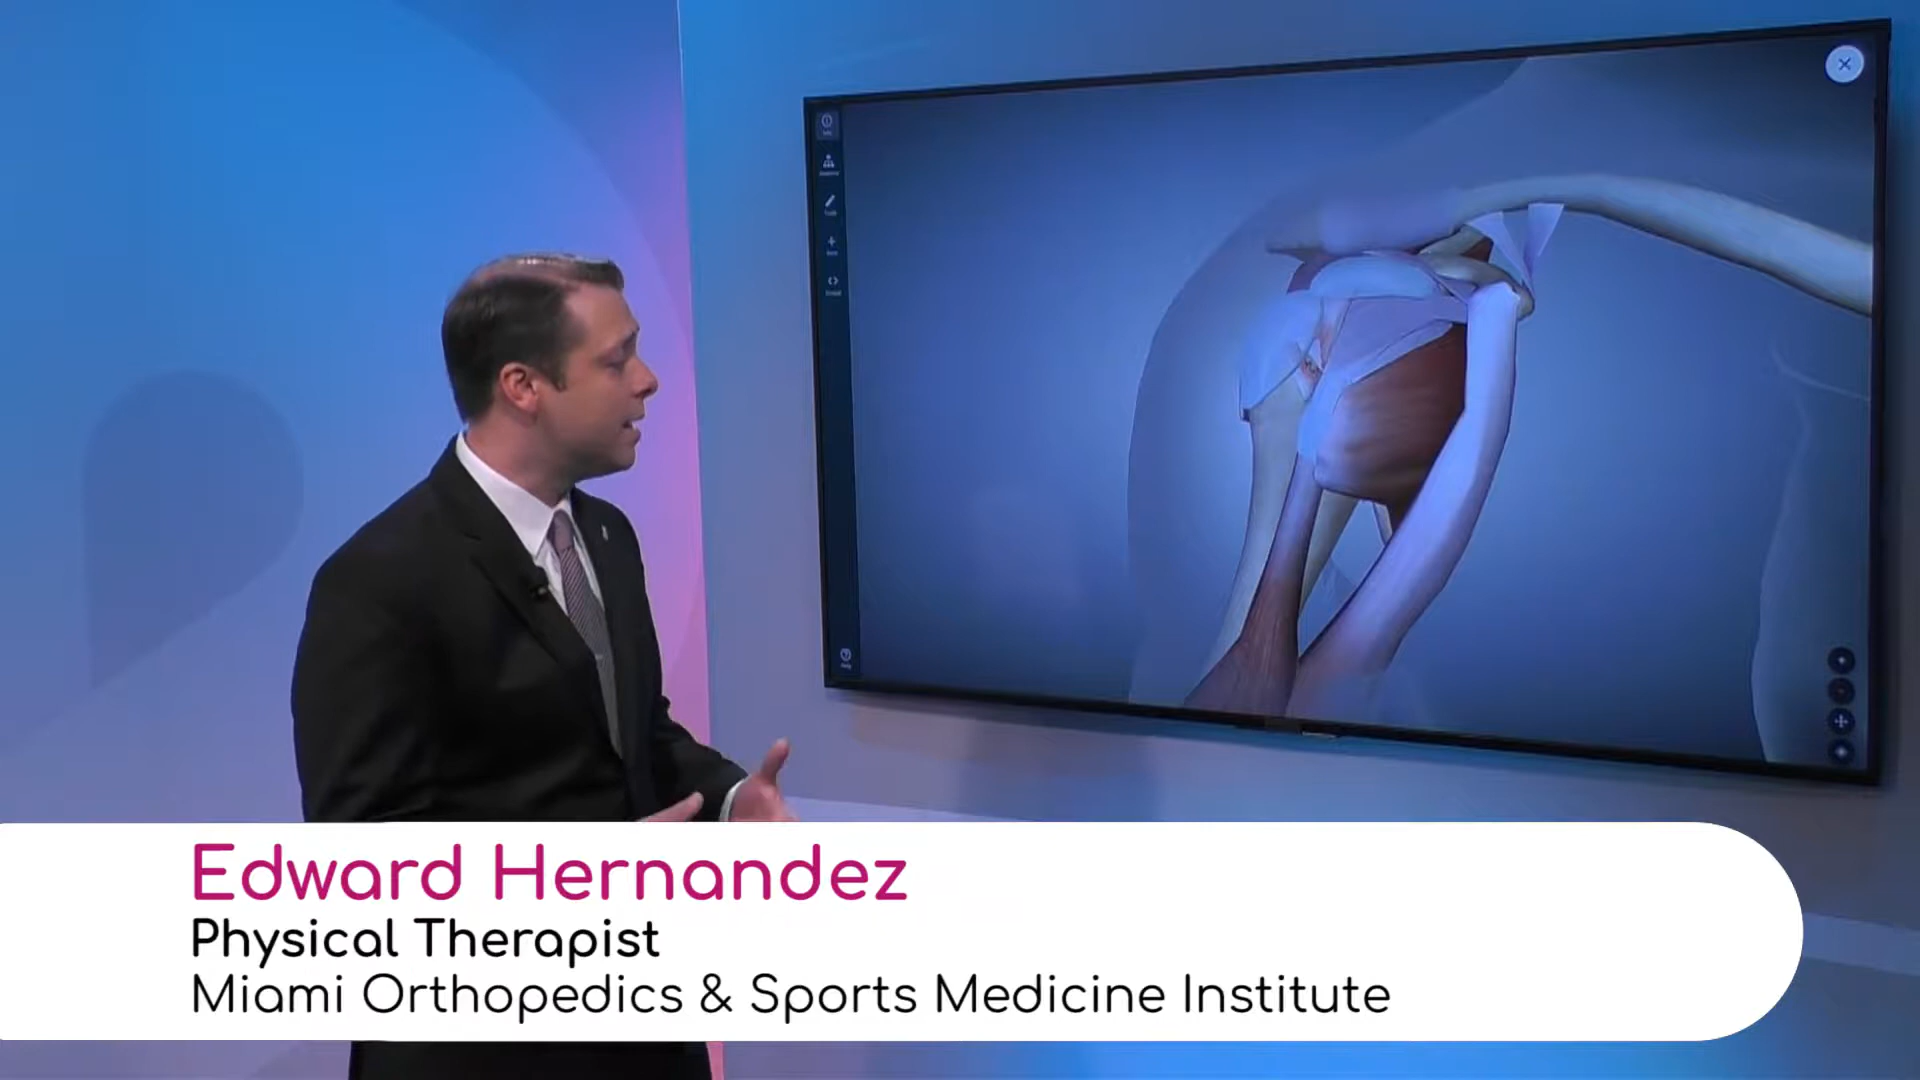 Edward Hernandez
Physical Therapist
Miami Orthopedics & Sports Medicine Institute